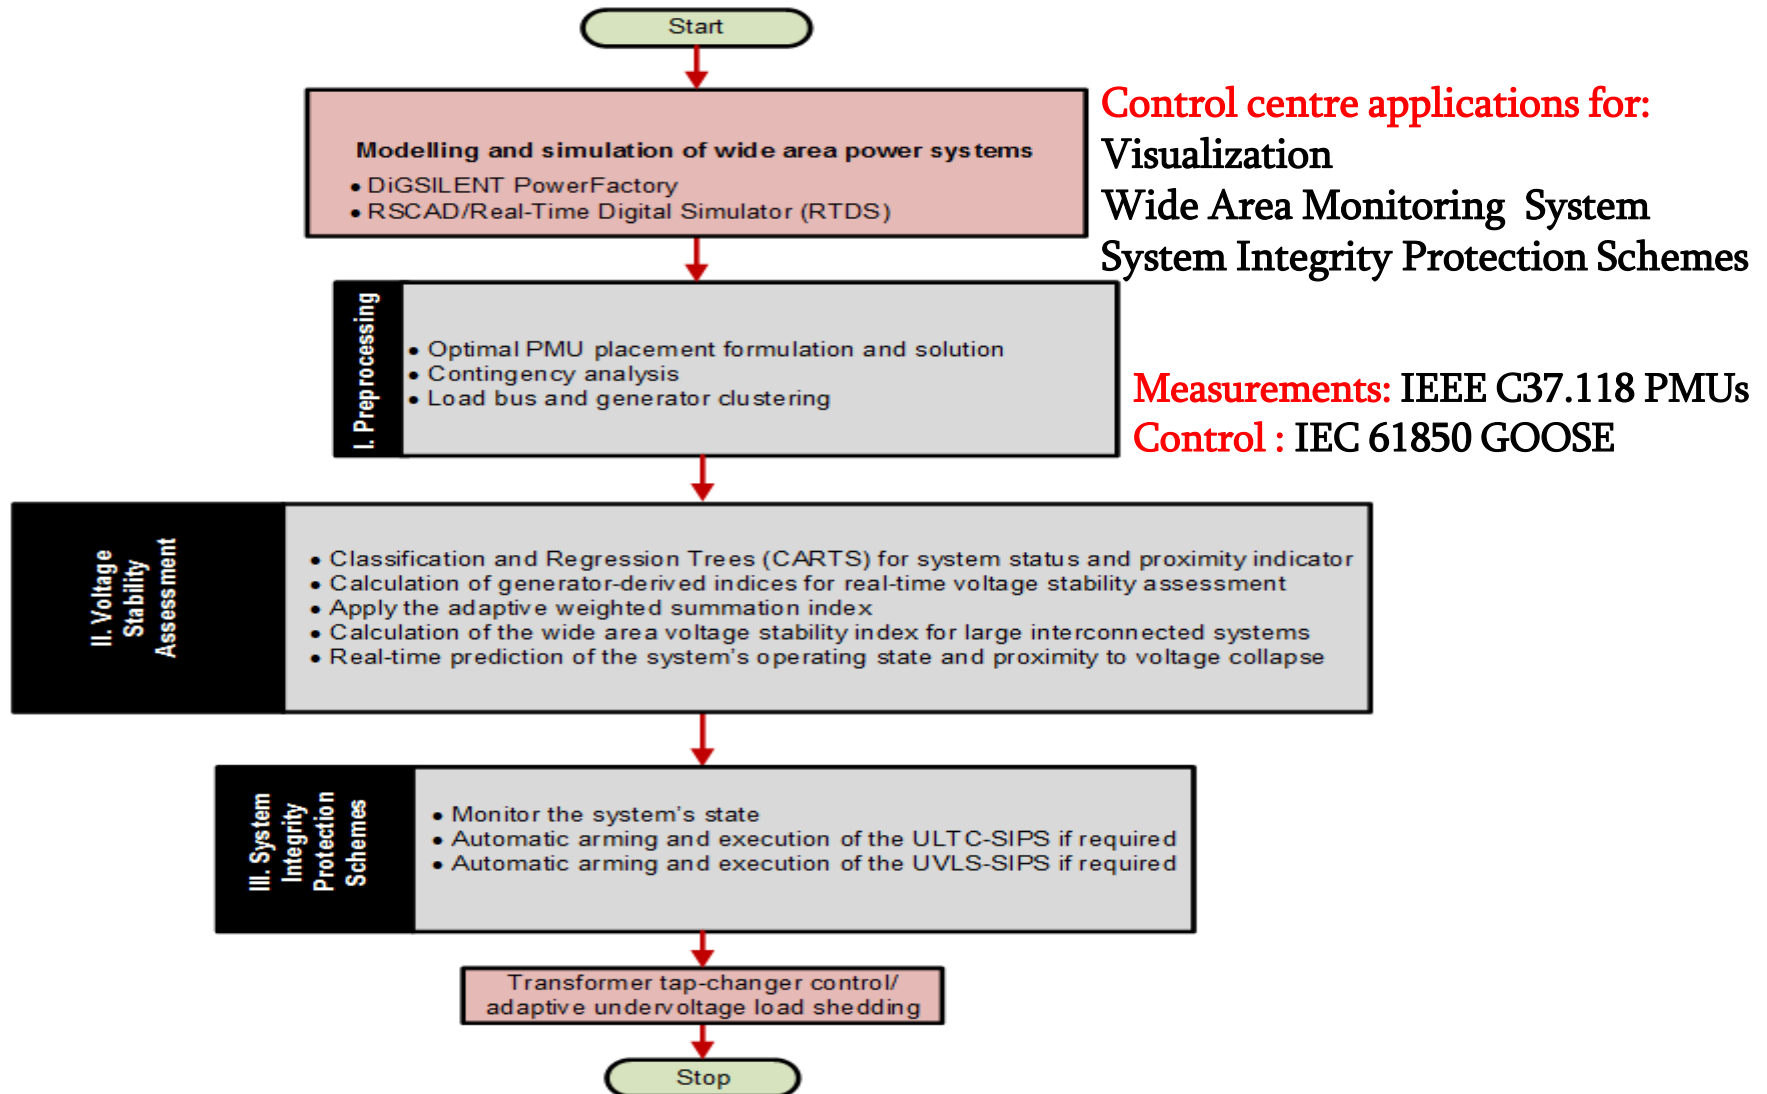 Start
Modelling and simulation of wide area power systems
• DiGSILENT PowerFactory
• RSCAD/Real-Time Digital Simulator (RTDS)
Control centre applications for:
Visualization
Wide Area Monitoring System
System Integrity Protection Schemes
I. Preprocessing
• Optimal PMU placement formulation and solution
• Contingency analysis
• Load bus and generator clustering
Measurements: IEEE C37.118 PMUs
Control : IEC 61850 GOOSE
II. Voltage
Stability
Assessment
• Classification and Regression Trees (CARTS) for system status and proximity indicator
• Calculation of generator-derived indices for real-time voltage stability assessment
• Apply the adaptive weighted summation index
• Calculation of the wide area voltage stability index for large interconnected systems
• Real-time prediction of the system's operating state and proximity to voltage collapse
III. System
Integrity
Protection
Schemes
• Monitor the system's state
• Automatic arming and execution of the ULTC-SIPS if required
• Automatic arming and execution of the UVLS-SIPS if required
Transformer tap-changer control/
adaptive undervoltage load shedding
Stop